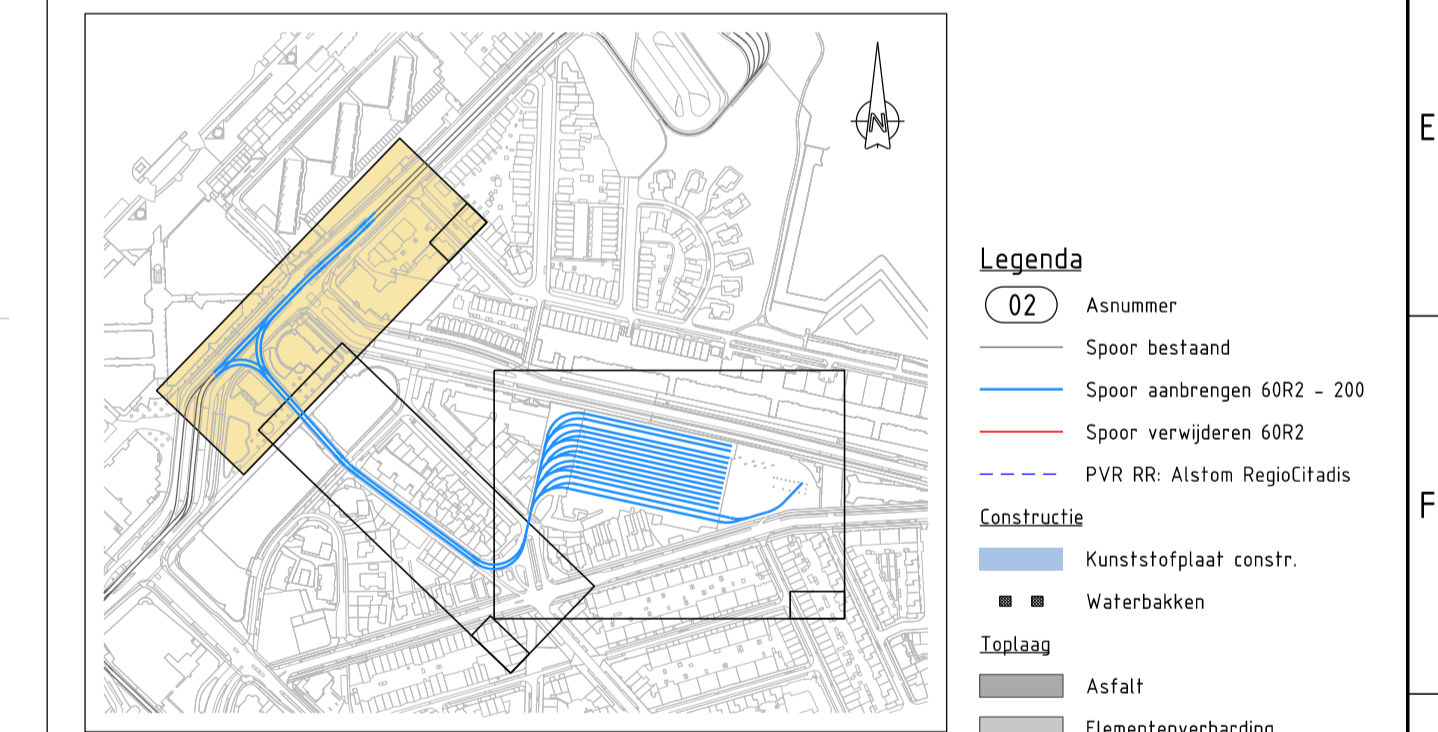 N
E
F
Legenda
02 Asnummer
Spoor bestaand
Spoor aanbrengen 60R2 - 200
Spoor verwijderen 60R2
PVR RR: Alstom RegioCitadis
Constructie
Kunststofplaat constr.
Waterbakken
Toplaag
Asfalt
Elementenverharding